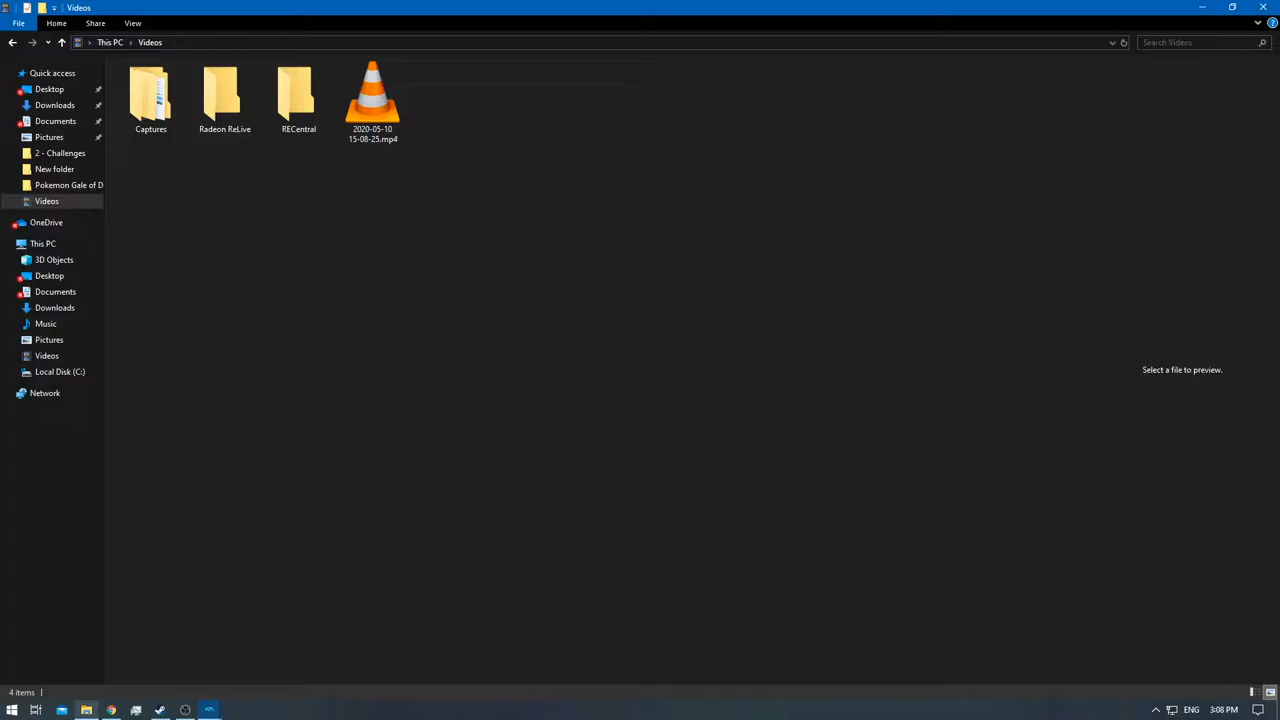 Videos
File Home Share View
This PC Videos Search Videos
Quick access
Desktop
Downloads
Documents
Pictures
2 - Challenges
New folder
Pokemon Gale of D
Videos
OneDrive
This PC
3D Objects
Desktop
Documents
Downloads
Music
Pictures
Videos
Local Disk (C:)
Network
Captures
Radeon ReLive
RECentral
2020-05-10
15-08-25.mp4
Select a file to preview.
4 items
ENG 3:08 PM